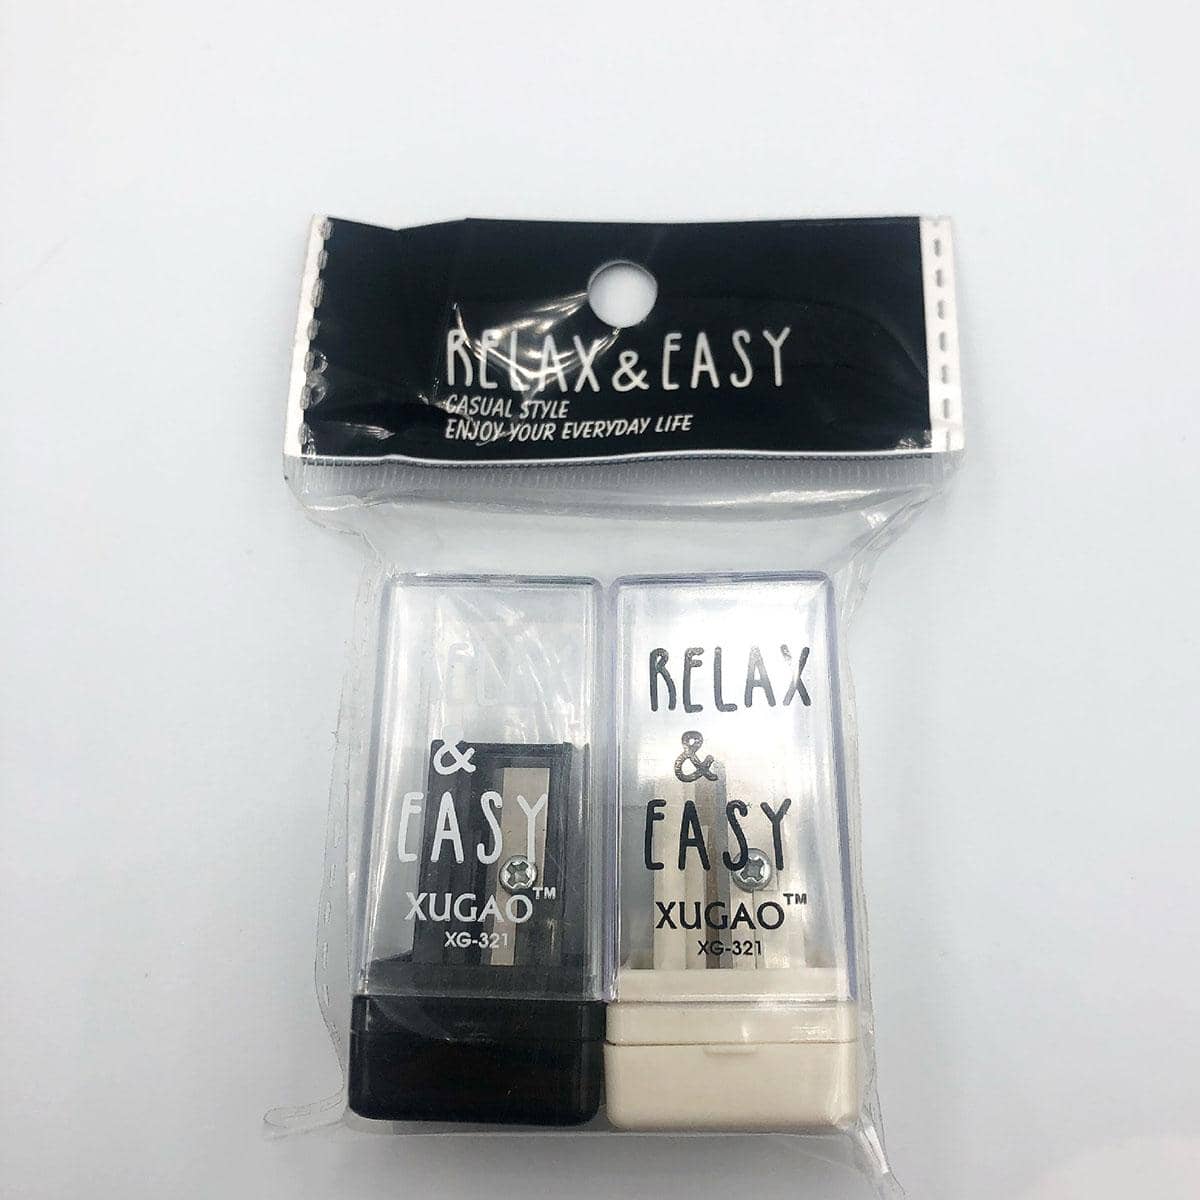 RELAX & EASY
CASUAL STYLE
ENJOY YOUR EVERYDAY LIFE
&
EASY
XUGAO™
XG-321
RELAX
&
EASY
XUGAO™
XG-321